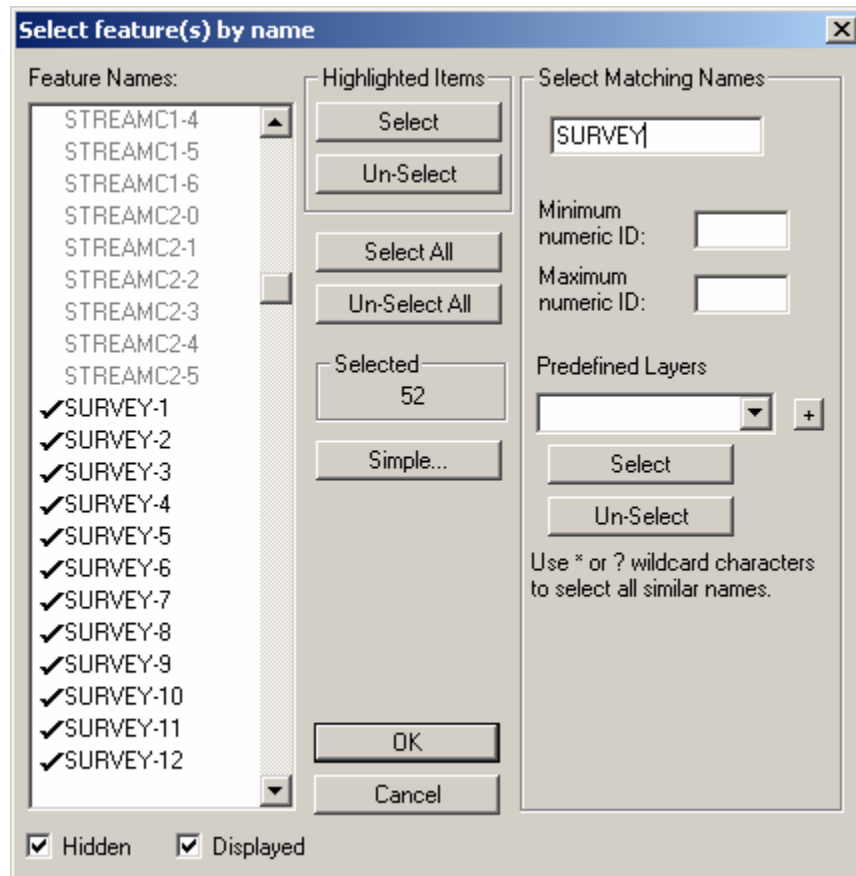 Select feature(s) by name
Feature Names:
STREAMC1-4
STREAMC1-5
STREAMC1-6
STREAMC2-0
STREAMC2-1
STREAMC2-2
STREAMC2-3
STREAMC2-4
STREAMC2-5
SURVEY-1
SURVEY-2
SURVEY-3
SURVEY-4
SURVEY-5
SURVEY-6
SURVEY-7
SURVEY-8
SURVEY-9
SURVEY-10
SURVEY-11
SURVEY-12
Hidden
Displayed
Highlighted Items
Select
Un-Select
Select All
Un-Select All
Selected
52
Simple...
OK
Cancel
Select Matching Names
SURVEY
Minimum
numeric ID:
Maximum
numeric ID:
Predefined Layers
+
Select
Un-Select
Use * or ? wildcard characters
to select all similar names.